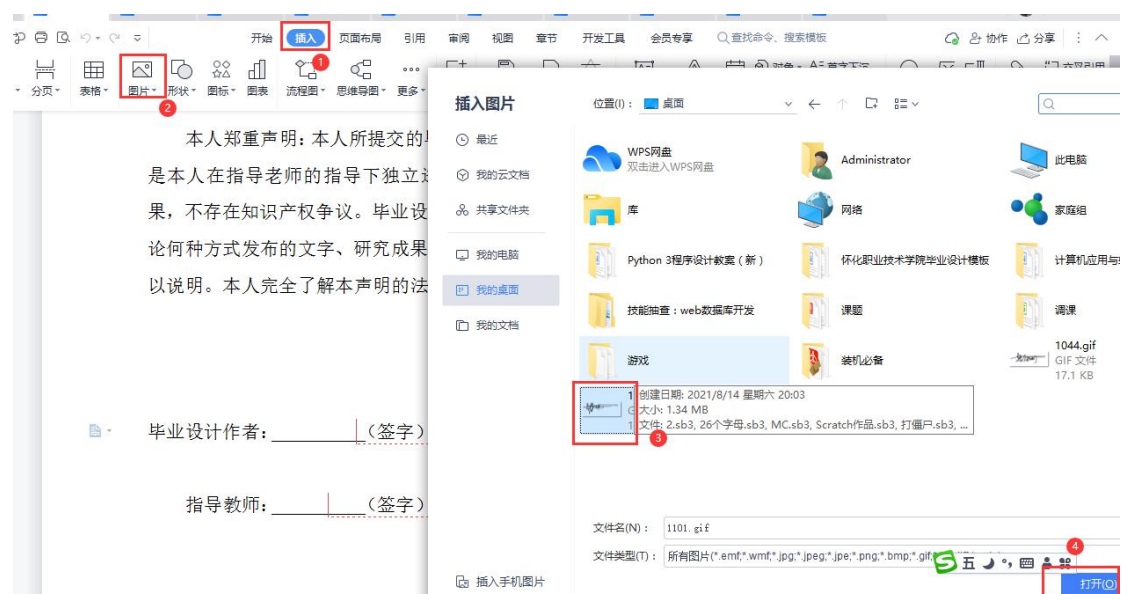 开始 插入 页面布局 引用 审阅 视图 章节 开发工具 会员专享 查找命令、搜索模板 协作 分享
1
分页 表格 图片 形状 图标 图表 流程图 思维导图 更多
2
本人郑重声明：本人所提交的
是本人在指导老师的指导下独立
果，不存在知识产权争议。毕业设
论何种方式发布的文字、研究成果
以说明。本人完全了解本声明的法
毕业设计作者： （签字）
指导教师： （签字）
插入图片
位置(I)： 桌面
最近
我的云文档
共享文件夹
我的电脑
我的桌面
我的文档
WPS网盘
双击进入WPS网盘
Administrator
此电脑
库
网络
家庭组
Python 3程序设计教案（新）
怀化职业技术学院毕业设计模板
计算机应用与
技能抽查：web数据库开发
课题
调课
游戏
装机必备
1044.gif
GIF 文件
17.1 KB
创建日期: 2021/8/14 星期六 20:03
大小: 1.34 MB
文件: 2.sb3, 26个字母.sb3, MC.sb3, Scratch作品.sb3, 打僵尸.sb3, ...
3
文件名(N)： 1101.gif
文件类型(T)： 所有图片(*.emf;*.wmf;*.jpg;*.jpeg;*.jpe;*.png;*.bmp;*.gif;
五
4
插入手机图片
打开(O)